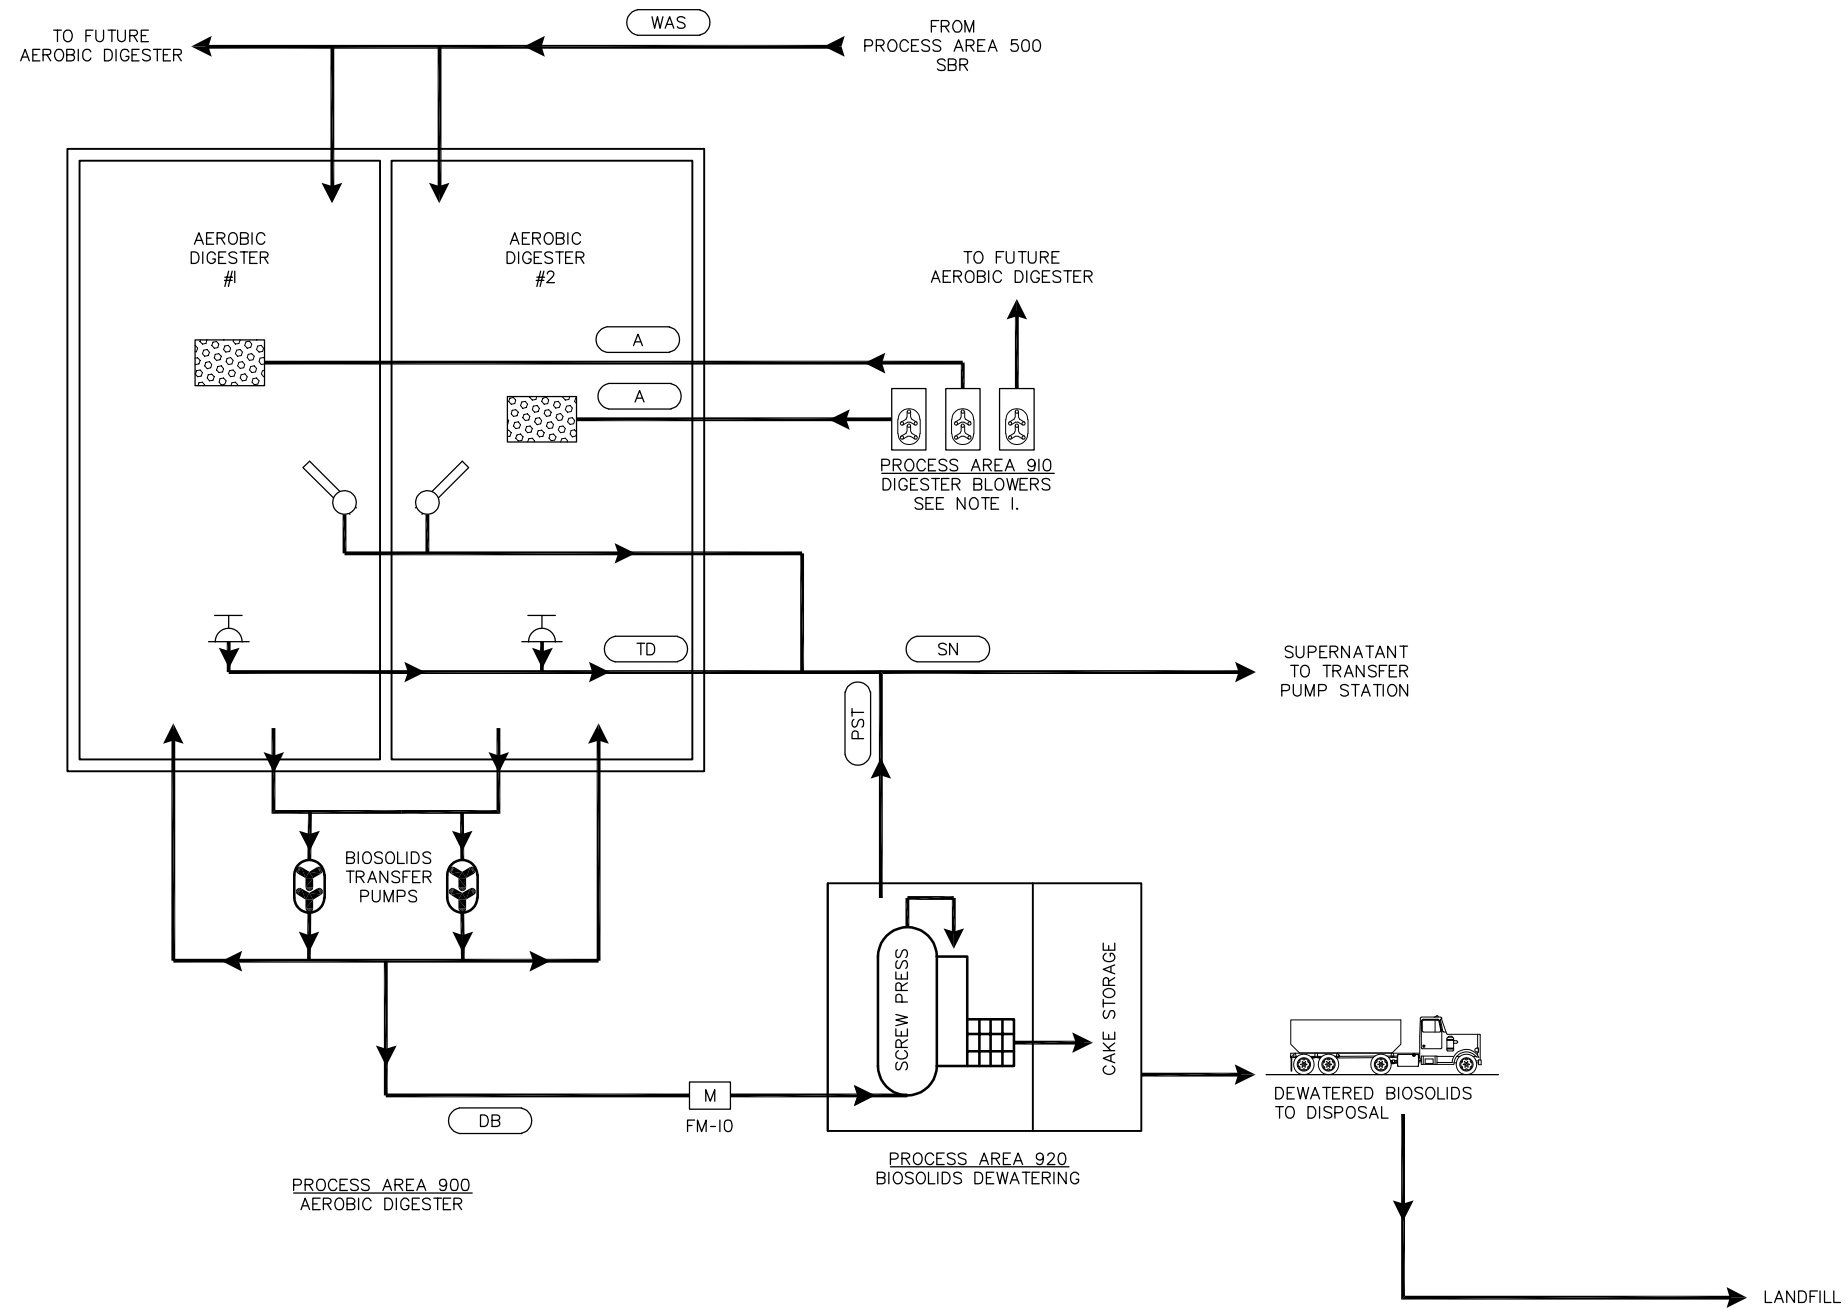 WAS
TO FUTURE
AEROBIC DIGESTER
FROM
PROCESS AREA 500
SBR
AEROBIC
DIGESTER
#1
AEROBIC
DIGESTER
#2
TO FUTURE
AEROBIC DIGESTER
A
A
PROCESS AREA 910
DIGESTER BLOWERS
SEE NOTE 1.
TD
SN
SUPERNATANT
TO TRANSFER
PUMP STATION
PST
BIOSOLIDS
TRANSFER
PUMPS
SCREW PRESS
CAKE STORAGE
M
FM-10
DB
DEWATERED BIOSOLIDS
TO DISPOSAL
PROCESS AREA 920
BIOSOLIDS DEWATERING
PROCESS AREA 900
AEROBIC DIGESTER
LANDFILL